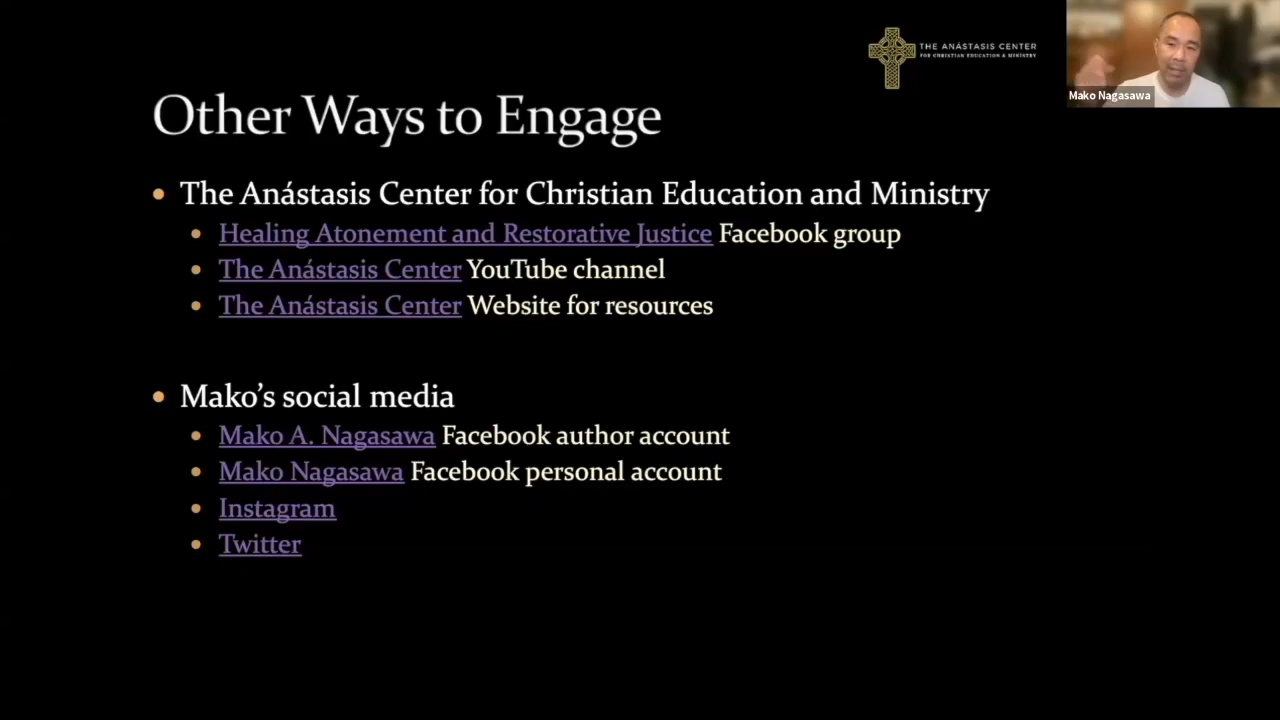 THE ANÁSTASIS CENTER
FOR CHRISTIAN EDUCATION & MINISTRY
Mako Nagasawa
Other Ways to Engage
The Anástasis Center for Christian Education and Ministry
Healing Atonement and Restorative Justice Facebook group
The Anástasis Center YouTube channel
The Anástasis Center Website for resources
Mako’s social media
Mako A. Nagasawa Facebook author account
Mako Nagasawa Facebook personal account
Instagram
Twitter